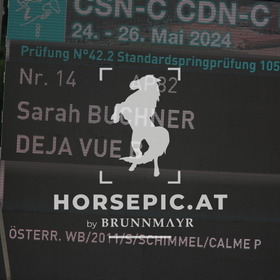 CSN-C CDN-C
24. - 26. Mai 2024
Prüfung N°42.2 Standardspringprüfung 105
Nr. 14
Sarah BUCHNER
DEJA VUE
HORSEPIC.AT
by BRUNNMAYR
ÖSTERR. WB/2011/S/SCHIMMEL/CALME P